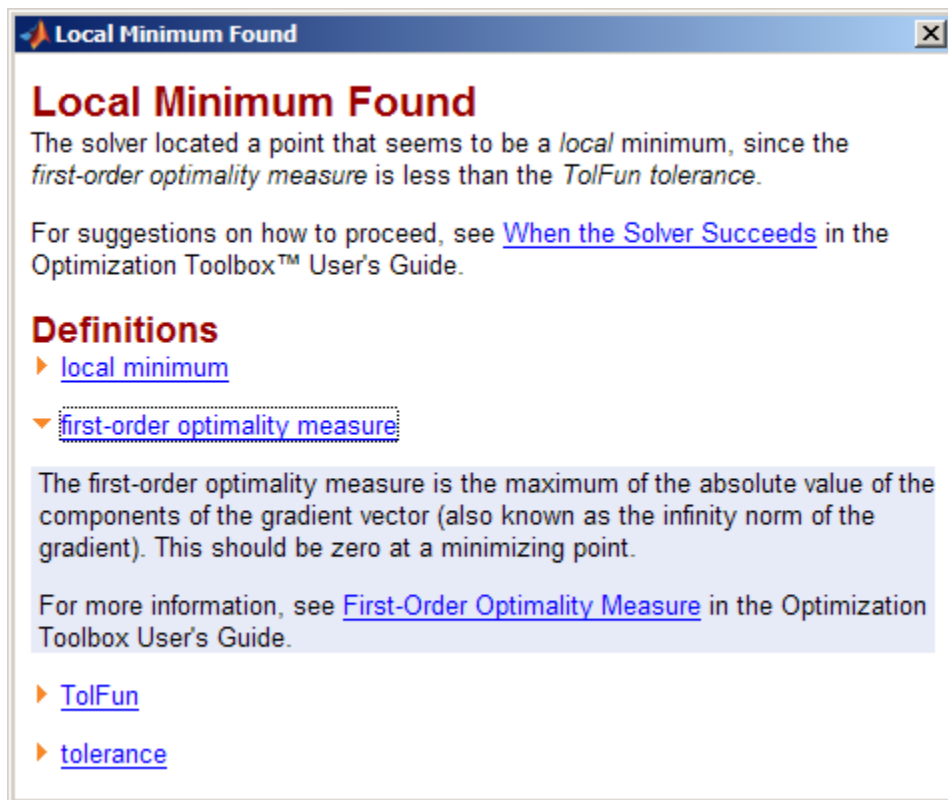 Local Minimum Found
Local Minimum Found
The solver located a point that seems to be a local minimum, since the
first-order optimality measure is less than the TolFun tolerance.
For suggestions on how to proceed, see When the Solver Succeeds in the
Optimization Toolbox™ User's Guide.
Definitions
local minimum
first-order optimality measure
The first-order optimality measure is the maximum of the absolute value of the
components of the gradient vector (also known as the infinity norm of the
gradient). This should be zero at a minimizing point.
For more information, see First-Order Optimality Measure in the Optimization
Toolbox User's Guide.
TolFun
tolerance